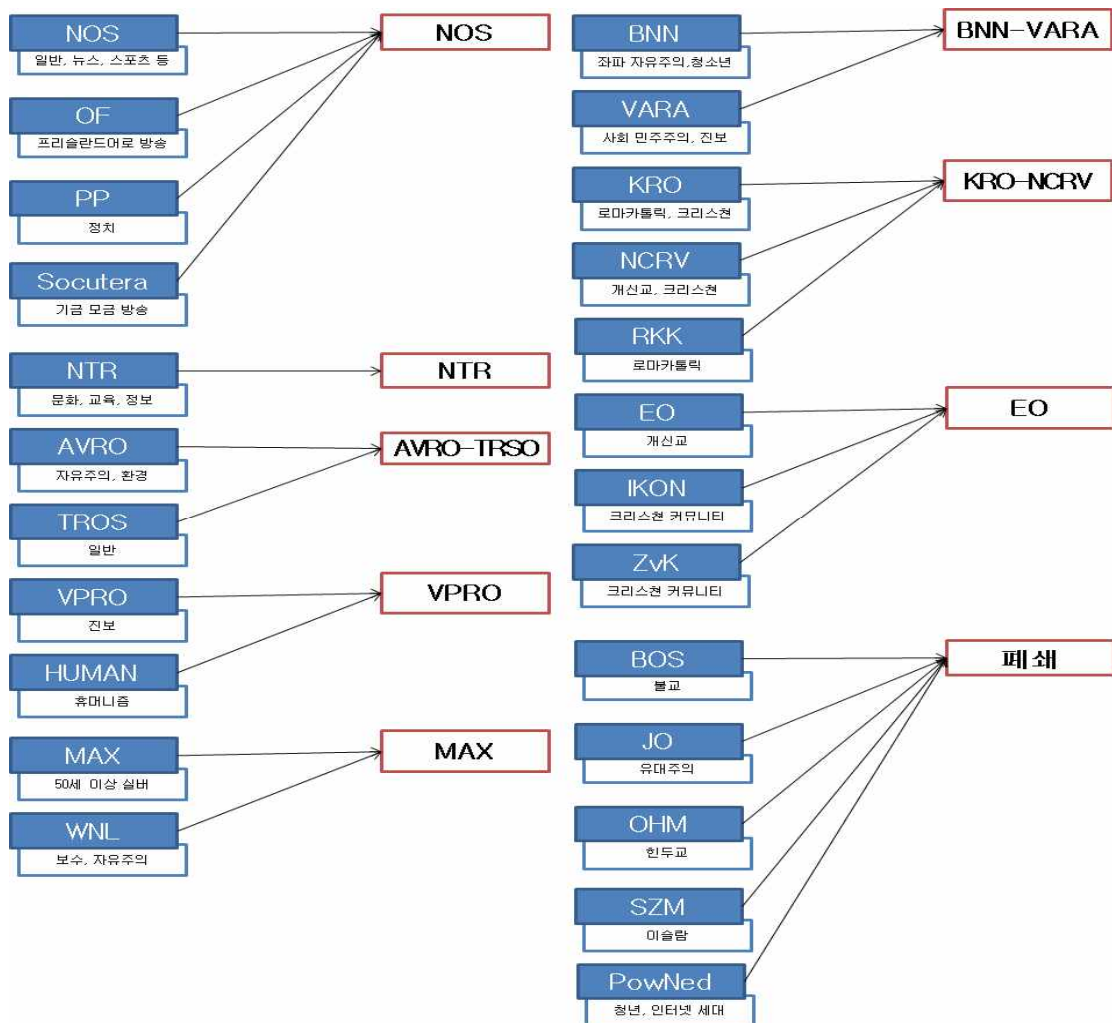 NOS
일반, 뉴스, 스포츠 등
OF
프리슬란드어로 방송
PP
정치
Socutera
기금 모금 방송
NOS
NTR
문화, 교육, 정보
NTR
AVRO
자유주의, 환경
TROS
일반
AVRO-TRSO
VPRO
진보
HUMAN
휴머니즘
VPRO
MAX
50세 이상 실버
WNL
보수, 자유주의
MAX
BNN
좌파 자유주의,청소년
VARA
사회 민주주의, 진보
BNN-VARA
KRO
로마카톨릭, 크리스쳔
NCRV
개신교, 크리스쳔
RKK
로마카톨릭
KRO-NCRV
EO
개신교
IKON
크리스쳔 커뮤니티
ZvK
크리스쳔 커뮤니티
EO
BOS
불교
JO
유대주의
OHM
힌두교
SZM
이슬람
PowNed
청년, 인터넷 세대
폐쇄